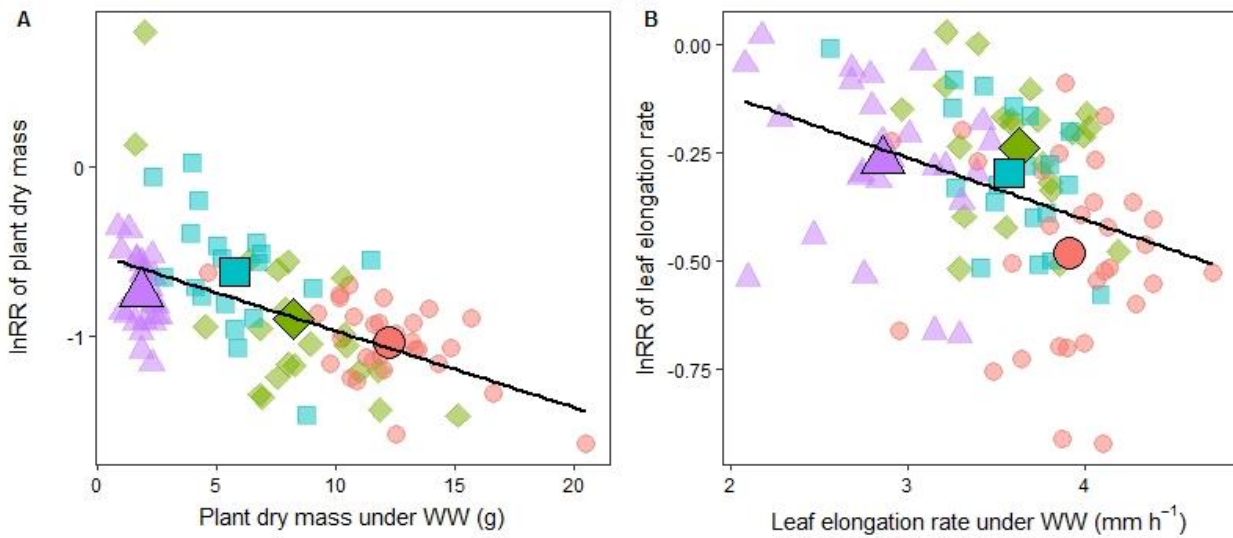 A
lnRR of plant dry mass
0
-1
0
5
10
15
20
Plant dry mass under WW (g)
B
lnRR of leaf elongation rate
0.00
-0.25
-0.50
-0.75
2
3
4
Leaf elongation rate under WW (mm h⁻¹)